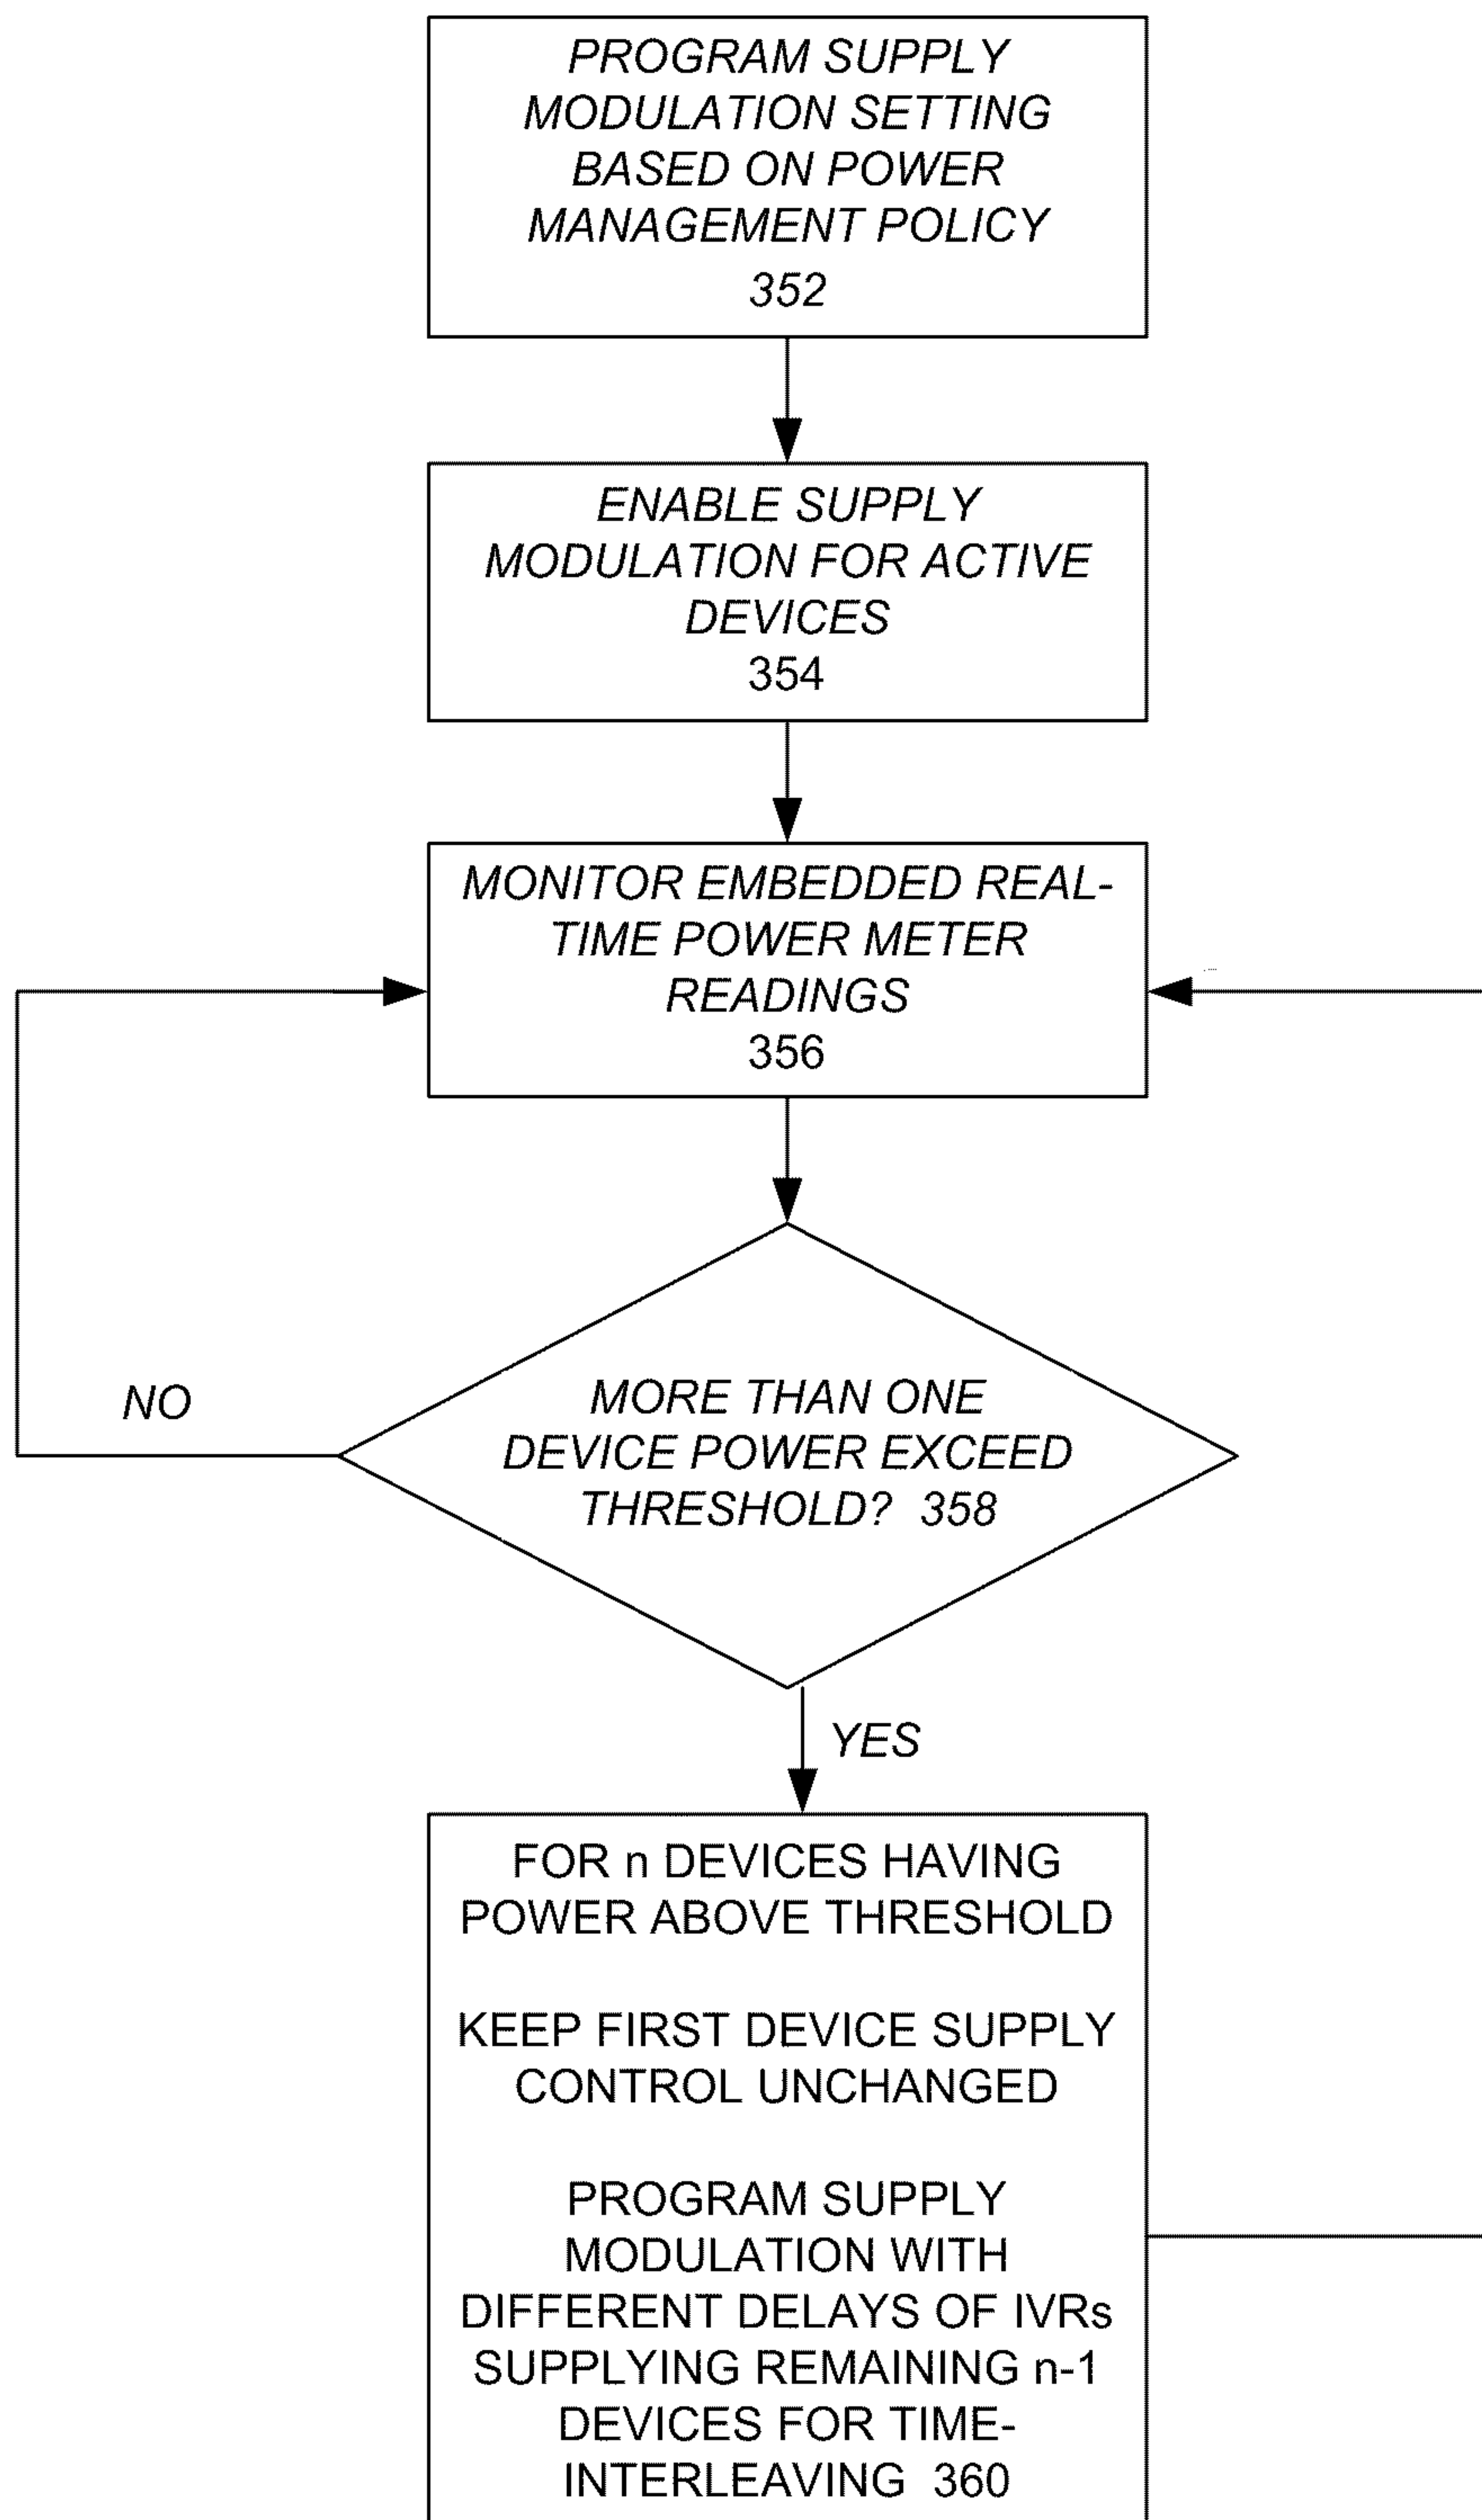 PROGRAM SUPPLY
MODULATION SETTING
BASED ON POWER
MANAGEMENT POLICY
352
ENABLE SUPPLY
MODULATION FOR ACTIVE
DEVICES
354
MONITOR EMBEDDED REAL-
TIME POWER METER
READINGS
356
NO
MORE THAN ONE
DEVICE POWER EXCEED
THRESHOLD? 358
YES
FOR n DEVICES HAVING
POWER ABOVE THRESHOLD
KEEP FIRST DEVICE SUPPLY
CONTROL UNCHANGED
PROGRAM SUPPLY
MODULATION WITH
DIFFERENT DELAYS OF IVRs
SUPPLYING REMAINING n-1
DEVICES FOR TIME-
INTERLEAVING 360